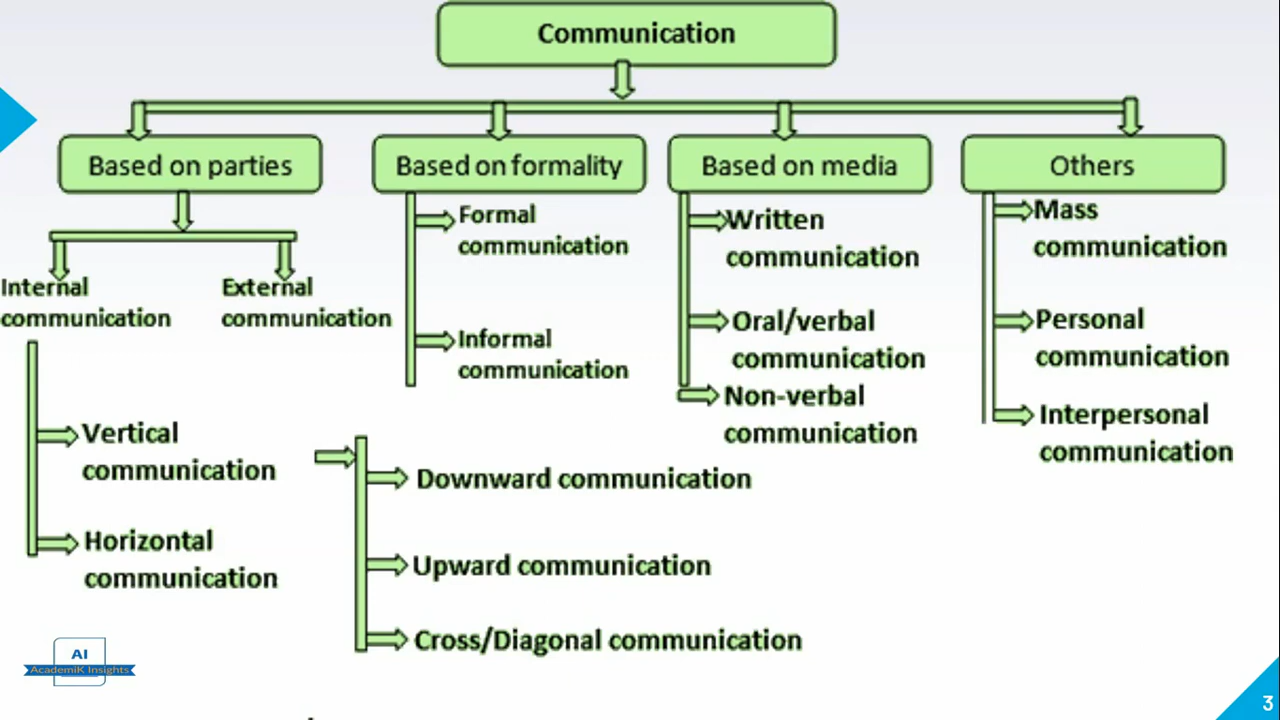 Communication
Based on parties
Based on formality
Based on media
Others
Internal
communication
External
communication
Vertical
communication
Horizontal
communication
Downward communication
Upward communication
Cross/Diagonal communication
Formal
communication
Informal
communication
Written
communication
Oral/verbal
communication
Non-verbal
communication
Mass
communication
Personal
communication
Interpersonal
communication
AI
AcademiK Insights
3